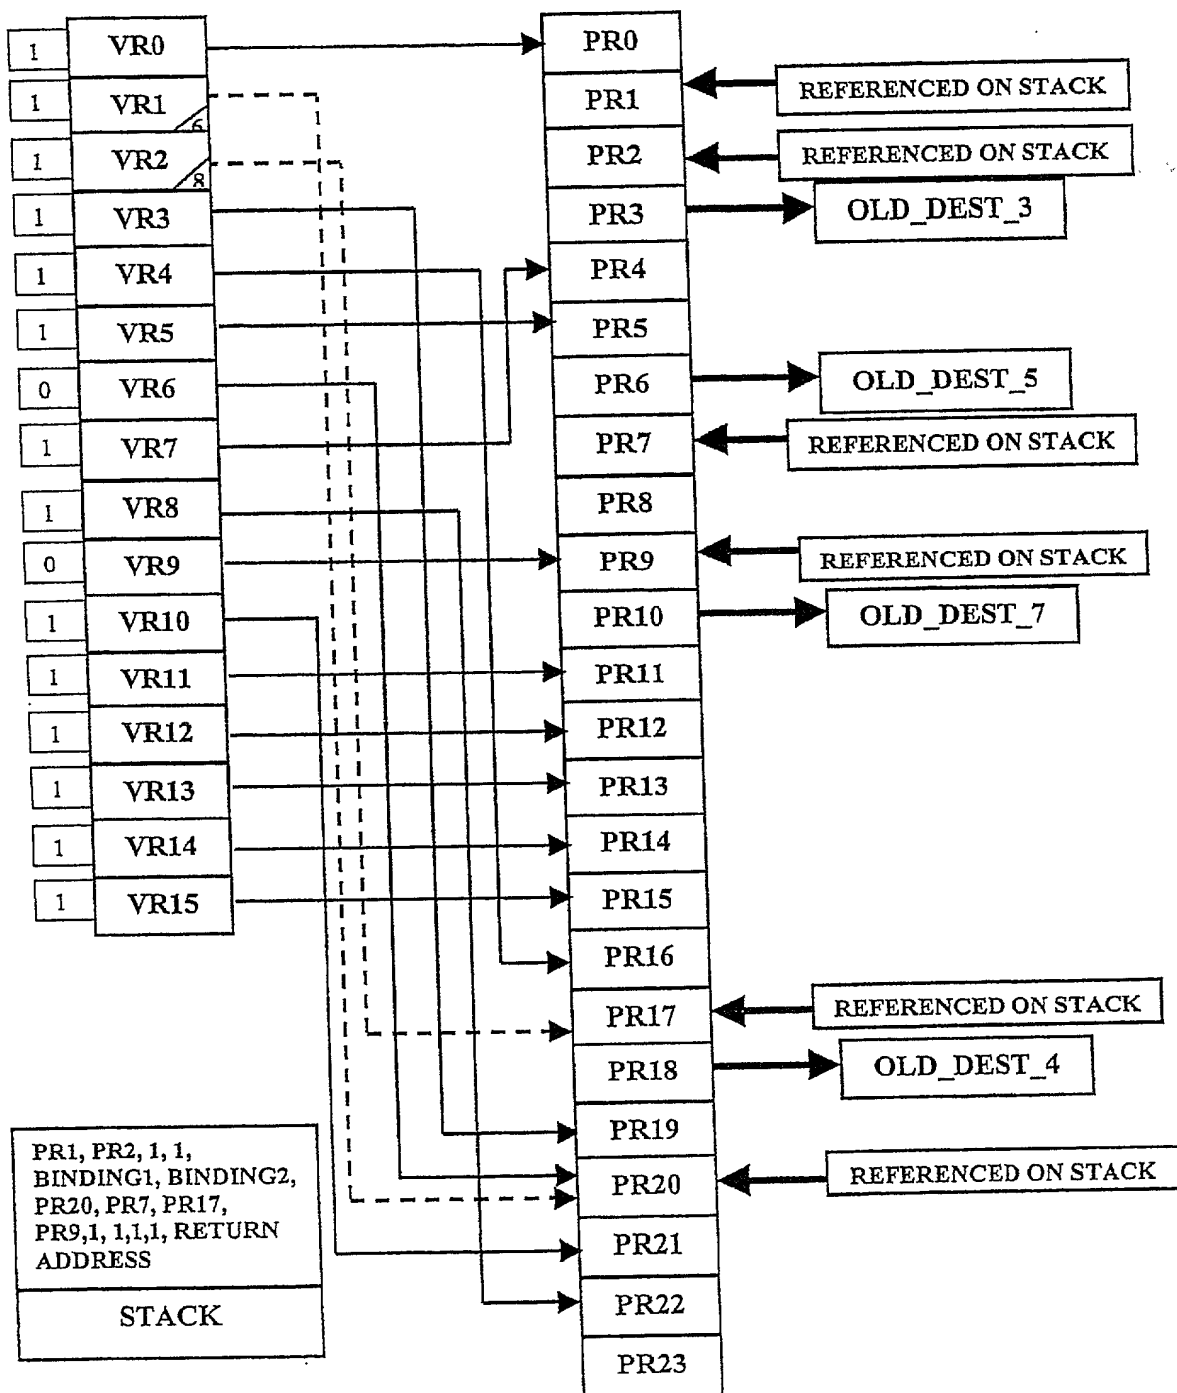 1 VR0 PR0
1 VR1 6 PR1 REFERENCED ON STACK
1 VR2 8 PR2 REFERENCED ON STACK
1 VR3 PR3 OLD_DEST_3
1 VR4 PR4
1 VR5 PR5
0 VR6 PR6 OLD_DEST_5
1 VR7 PR7 REFERENCED ON STACK
1 VR8 PR8
0 VR9 PR9 REFERENCED ON STACK
1 VR10 PR10 OLD_DEST_7
1 VR11 PR11
1 VR12 PR12
1 VR13 PR13
1 VR14 PR14
1 VR15 PR15
PR16
PR17 REFERENCED ON STACK
PR18 OLD_DEST_4
PR19
PR20 REFERENCED ON STACK
PR21
PR22
PR23
PR1, PR2, 1, 1,
BINDING1, BINDING2,
PR20, PR7, PR17,
PR9,1, 1,1,1, RETURN
ADDRESS
STACK